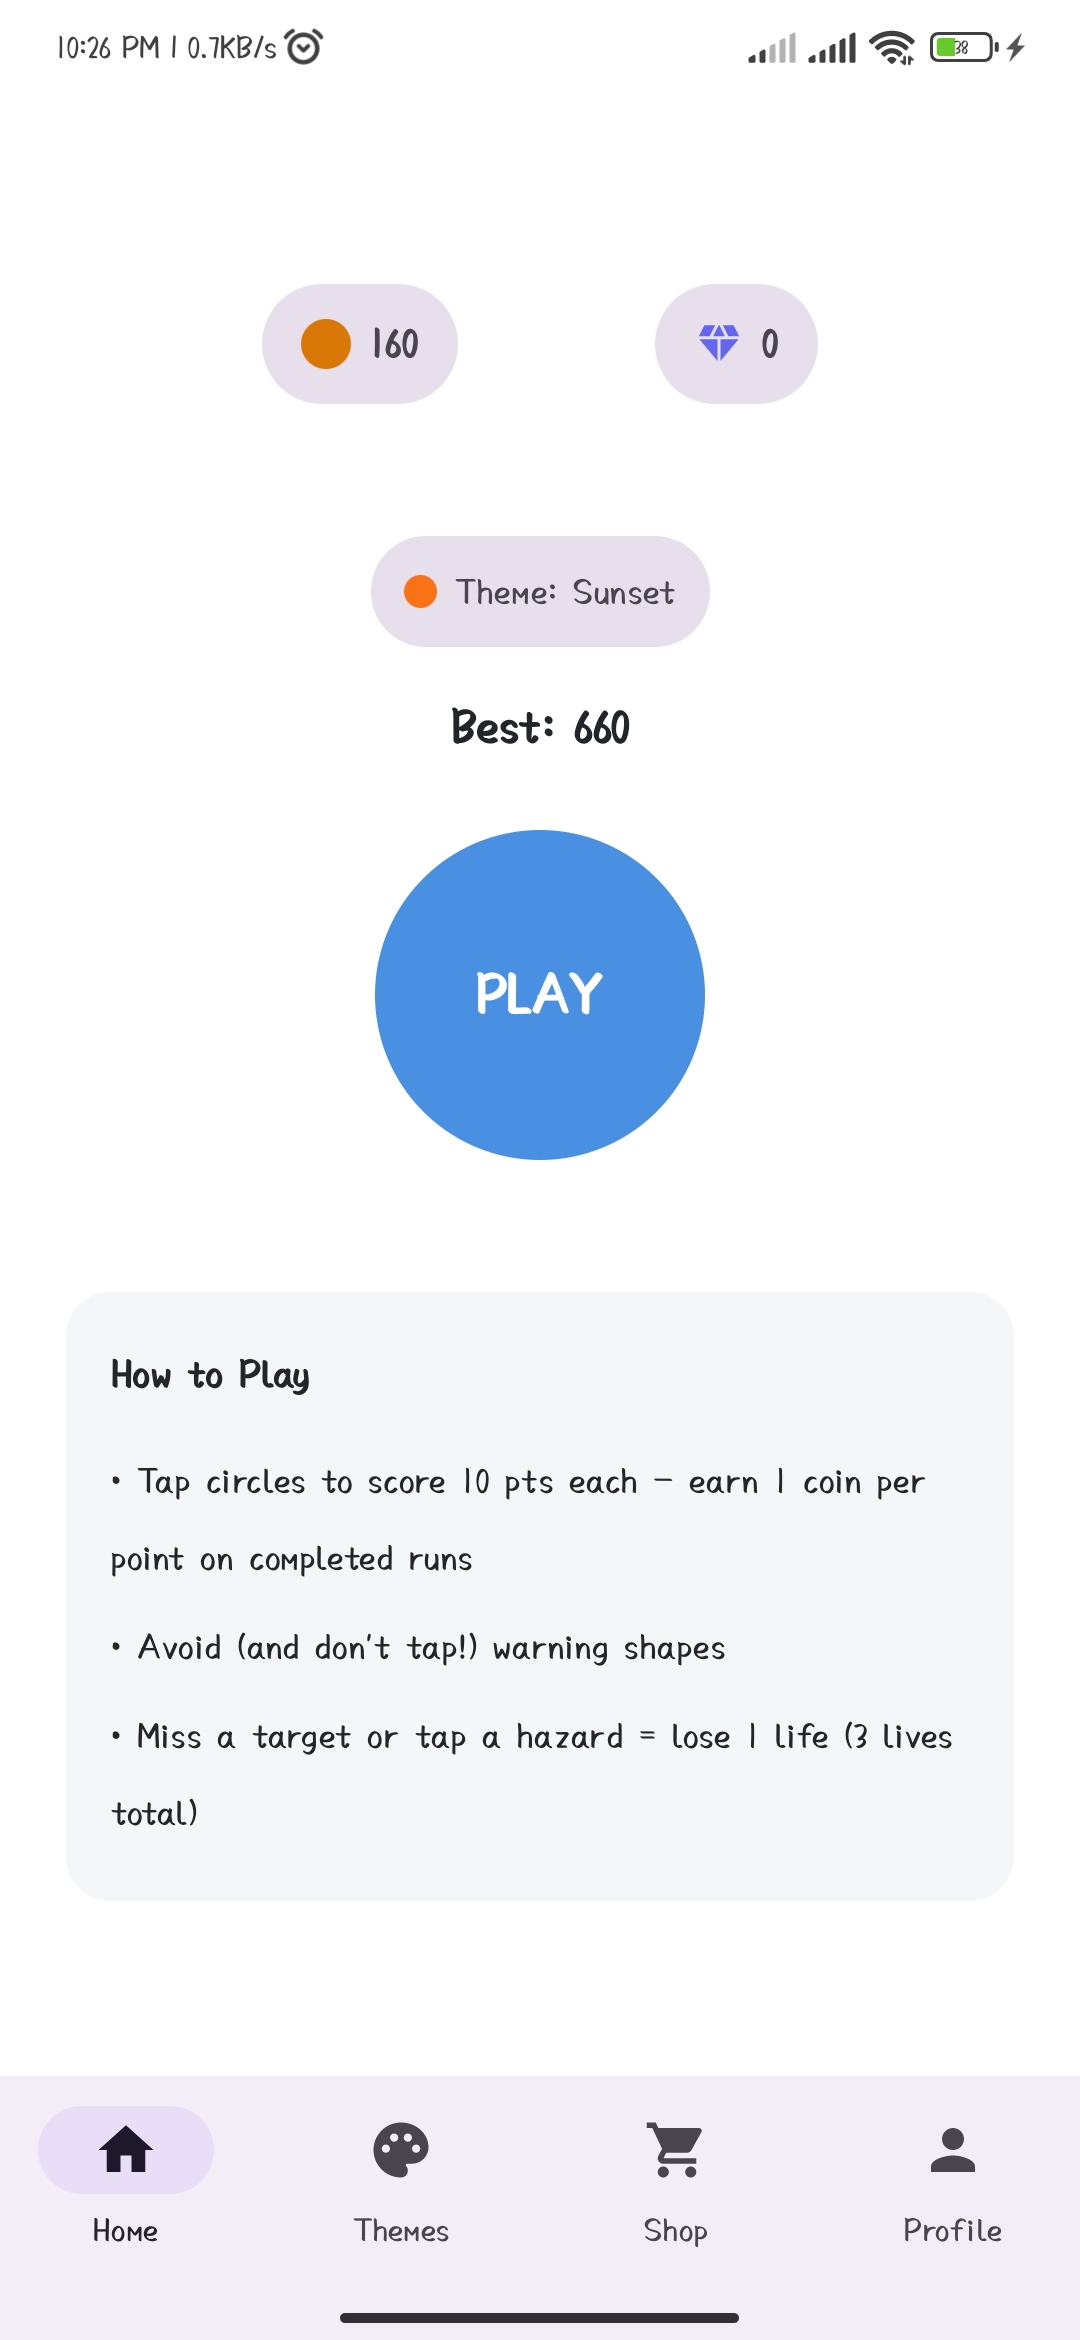 10:26 PM | 0.7KB/s
38
160
0
Theme: Sunset
Best: 660
PLAY
How to Play
• Tap circles to score 10 pts each – earn 1 coin per
point on completed runs
• Avoid (and don't tap!) warning shapes
• Miss a target or tap a hazard = lose 1 life (3 lives
total)
Home
Themes
Shop
Profile